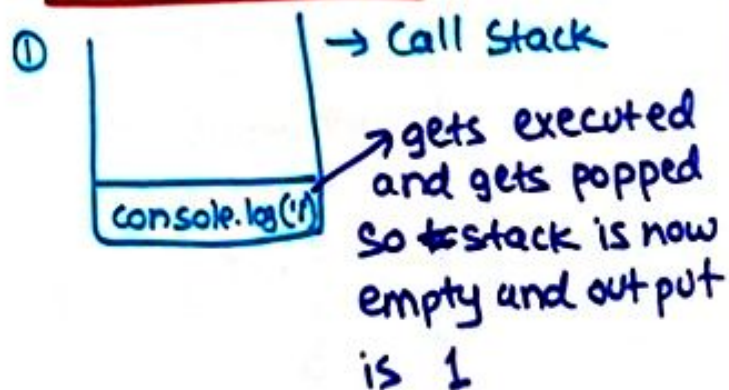 ① → Call Stack
gets executed
and gets popped
console.log('1')
so stack is now
empty and output
is 1